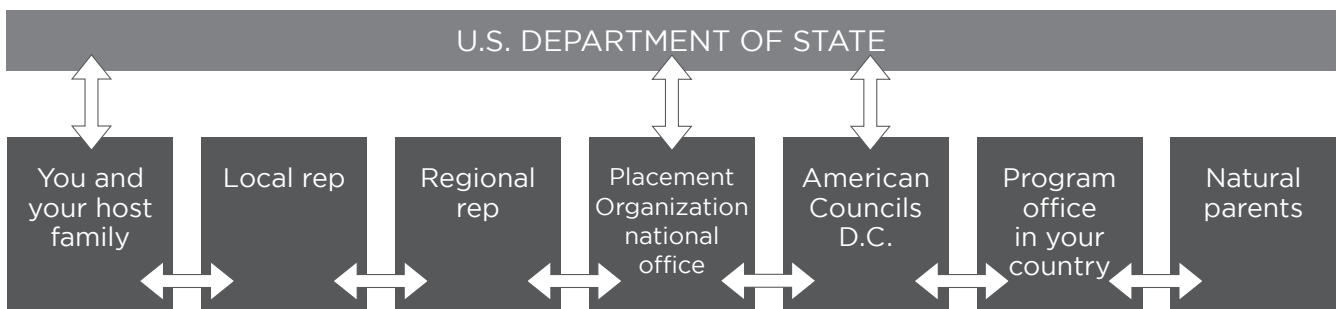 U.S. DEPARTMENT OF STATE
You and
your host
family
Local rep
Regional
rep
Placement
Organization
national
office
American
Councils
D.C.
Program
office
in your
country
Natural
parents